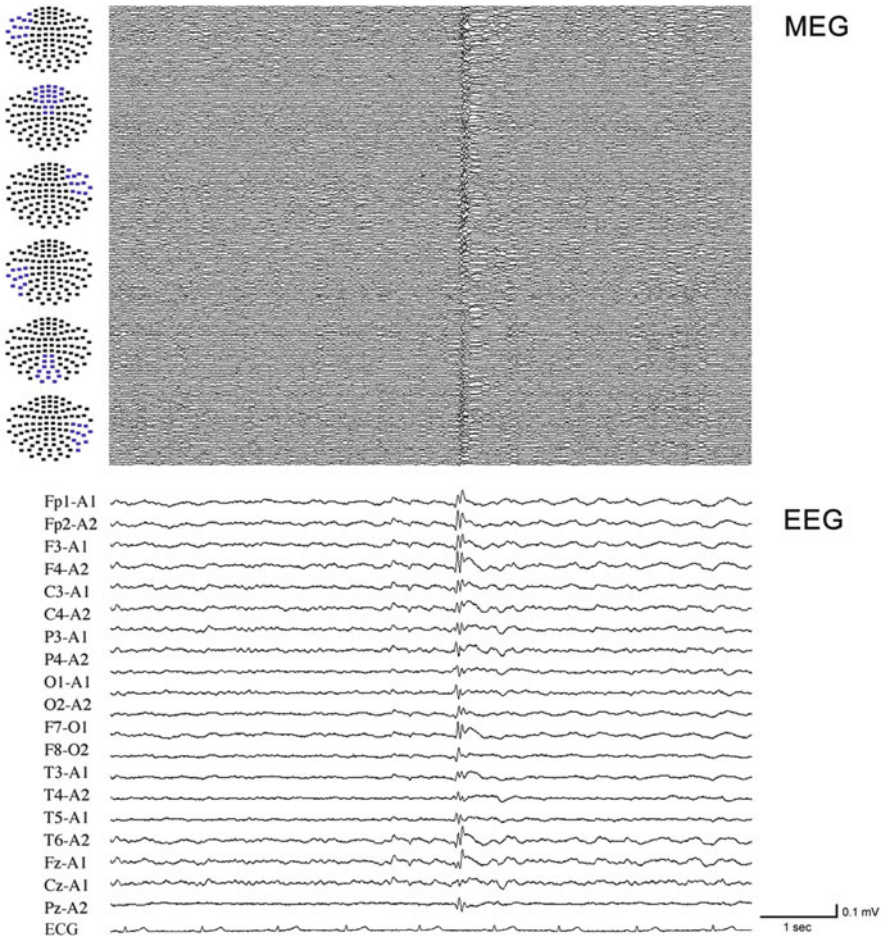 MEG
EEG
Fp1-A1
Fp2-A2
F3-A1
F4-A2
C3-A1
C4-A2
P3-A1
P4-A2
O1-A1
O2-A2
F7-O1
F8-O2
T3-A1
T4-A2
T5-A1
T6-A2
Fz-A1
Cz-A1
Pz-A2
ECG
0.1 mV
1 sec